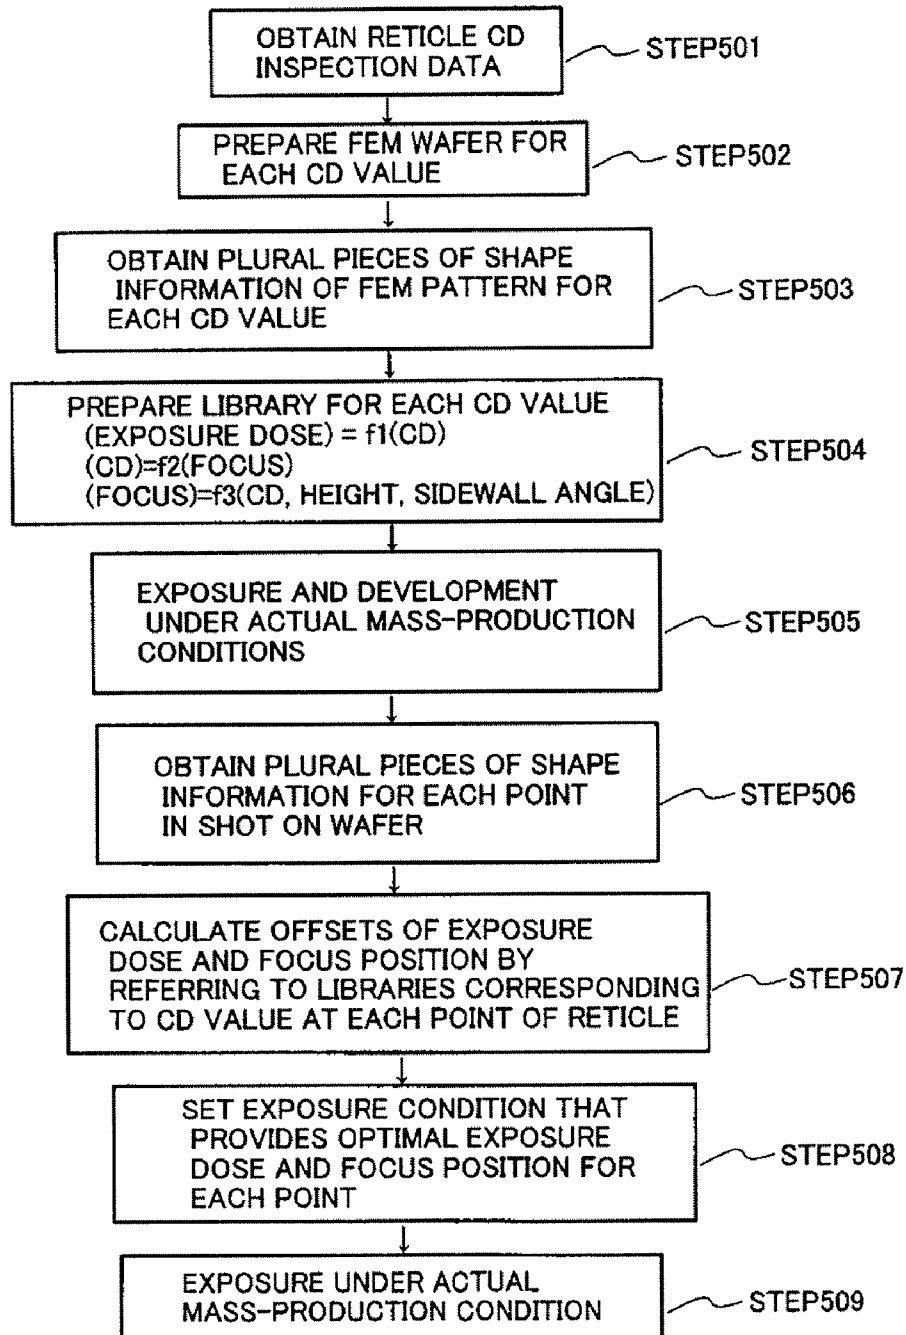 OBTAIN RETICLE CD
INSPECTION DATA
STEP501
PREPARE FEM WAFER FOR
EACH CD VALUE
STEP502
OBTAIN PLURAL PIECES OF SHAPE
INFORMATION OF FEM PATTERN FOR
EACH CD VALUE
STEP503
PREPARE LIBRARY FOR EACH CD VALUE
(EXPOSURE DOSE) = f1(CD)
(CD)=f2(FOCUS)
(FOCUS)=f3(CD, HEIGHT, SIDEWALL ANGLE)
STEP504
EXPOSURE AND DEVELOPMENT
UNDER ACTUAL MASS-PRODUCTION
CONDITIONS
STEP505
OBTAIN PLURAL PIECES OF SHAPE
INFORMATION FOR EACH POINT
IN SHOT ON WAFER
STEP506
CALCULATE OFFSETS OF EXPOSURE
DOSE AND FOCUS POSITION BY
REFERRING TO LIBRARIES CORRESPONDING
TO CD VALUE AT EACH POINT OF RETICLE
STEP507
SET EXPOSURE CONDITION THAT
PROVIDES OPTIMAL EXPOSURE
DOSE AND FOCUS POSITION FOR
EACH POINT
STEP508
EXPOSURE UNDER ACTUAL
MASS-PRODUCTION CONDITION
STEP509